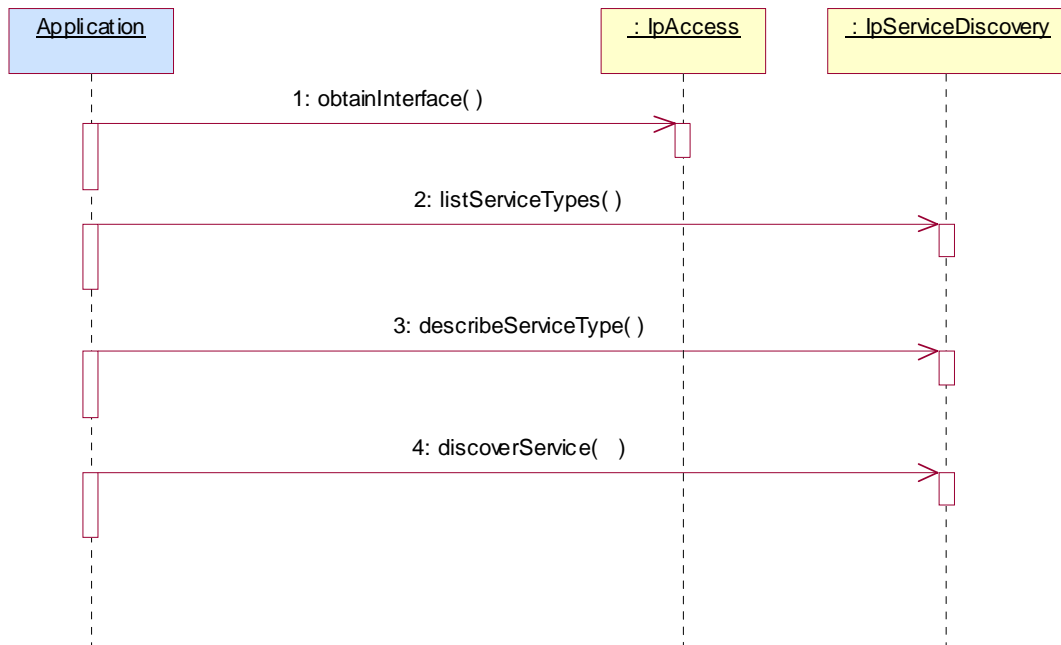 Application
: IpAccess
: IpServiceDiscovery
1: obtainInterface( )
2: listServiceTypes( )
3: describeServiceType( )
4: discoverService( )